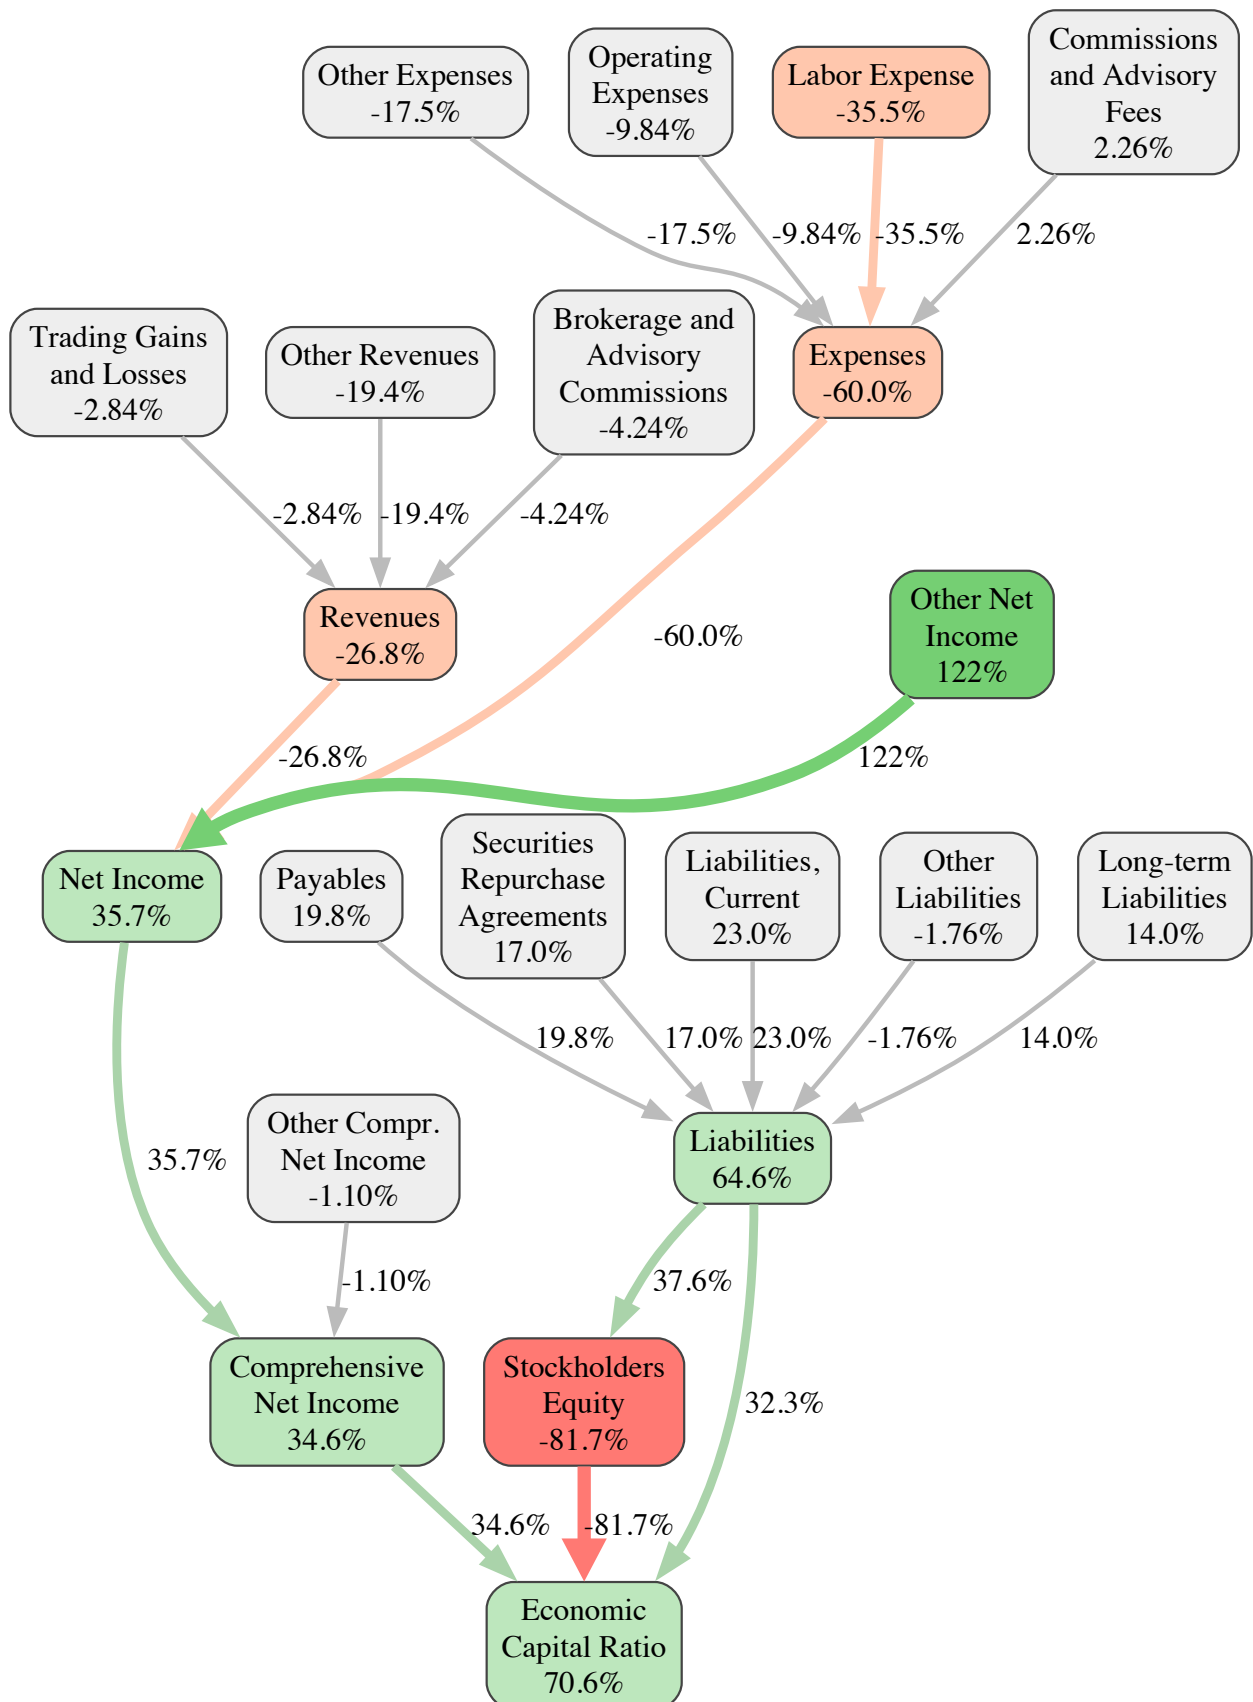 Other Expenses
-17.5%
Operating
Expenses
-9.84%
Labor Expense
-35.5%
Commissions
and Advisory
Fees
2.26%
-17.5%
-9.84%
-35.5%
2.26%
Trading Gains
and Losses
-2.84%
Other Revenues
-19.4%
Brokerage and
Advisory
Commissions
-4.24%
Expenses
-60.0%
-2.84%
-19.4%
-4.24%
Revenues
-26.8%
-60.0%
Other Net
Income
122%
-26.8%
122%
Net Income
35.7%
Payables
19.8%
Securities
Repurchase
Agreements
17.0%
Liabilities,
Current
23.0%
Other
Liabilities
-1.76%
Long-term
Liabilities
14.0%
19.8%
17.0%
23.0%
-1.76%
14.0%
35.7%
Other Compr.
Net Income
-1.10%
Liabilities
64.6%
-1.10%
37.6%
Comprehensive
Net Income
34.6%
Stockholders
Equity
-81.7%
32.3%
34.6%
-81.7%
Economic
Capital Ratio
70.6%